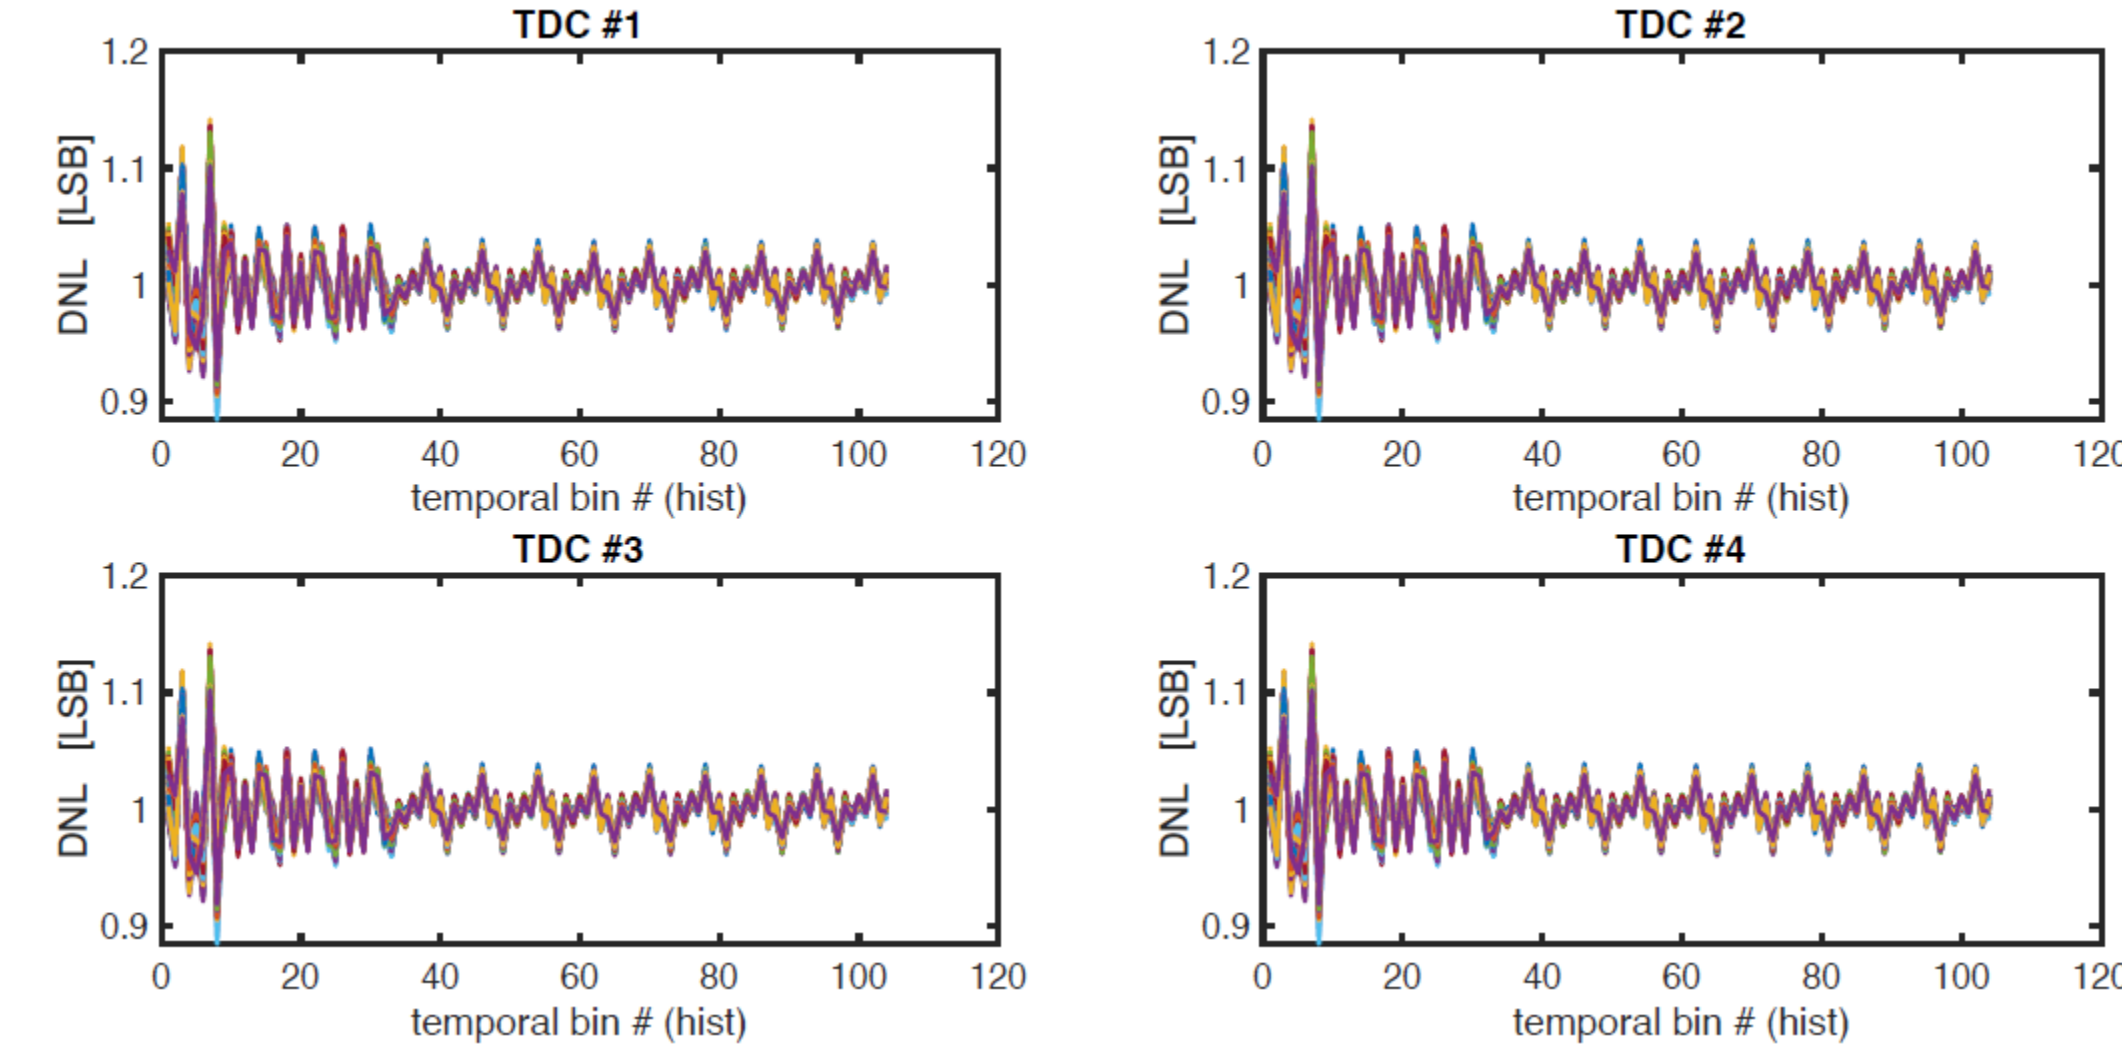 TDC #1
1.2
1.1
1
0.9
DNL [LSB]
0 20 40 60 80 100 120
temporal bin # (hist)
TDC #2
1.2
1.1
1
0.9
DNL [LSB]
0 20 40 60 80 100 120
temporal bin # (hist)
TDC #3
1.2
1.1
1
0.9
DNL [LSB]
0 20 40 60 80 100 120
temporal bin # (hist)
TDC #4
1.2
1.1
1
0.9
DNL [LSB]
0 20 40 60 80 100 120
temporal bin # (hist)